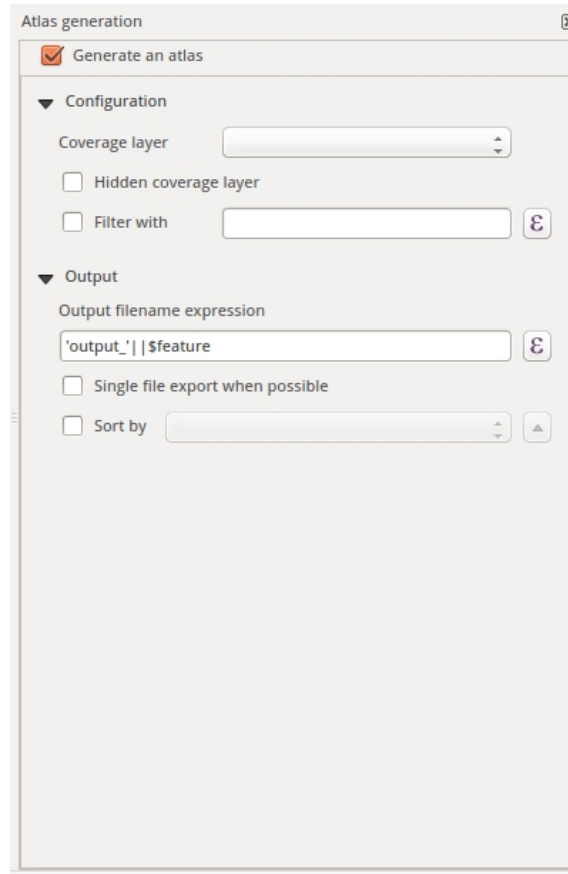 Atlas generation
Generate an atlas
Configuration
Coverage layer
Hidden coverage layer
Filter with
ε
Output
Output filename expression
'output_'||$feature
ε
Single file export when possible
Sort by